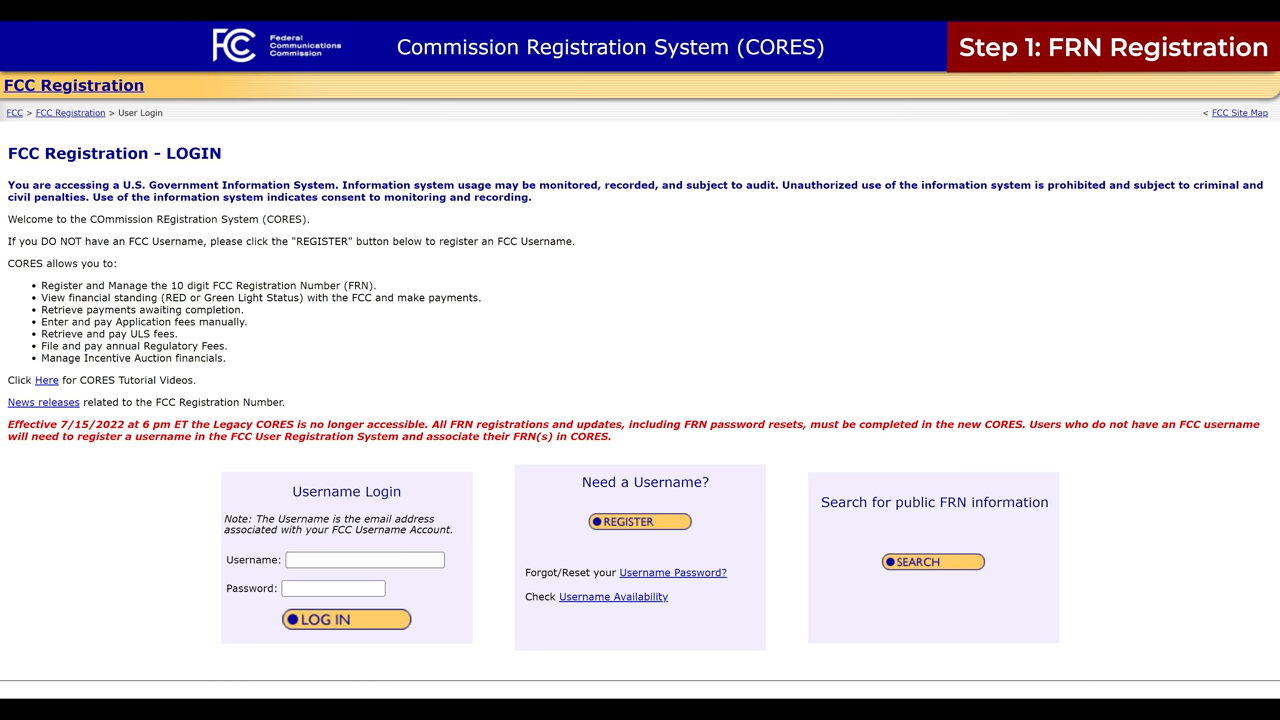 FCC Federal Communications Commission
Commission Registration System (CORES)
Step 1: FRN Registration
FCC Registration
FCC > FCC Registration > User Login
< FCC Site Map
FCC Registration - LOGIN
You are accessing a U.S. Government Information System. Information system usage may be monitored, recorded, and subject to audit. Unauthorized use of the information system is prohibited and subject to criminal and
civil penalties. Use of the information system indicates consent to monitoring and recording.
Welcome to the COmmission REgistration System (CORES).
If you DO NOT have an FCC Username, please click the "REGISTER" button below to register an FCC Username.
CORES allows you to:
• Register and Manage the 10 digit FCC Registration Number (FRN).
• View financial standing (RED or Green Light Status) with the FCC and make payments.
• Retrieve payments awaiting completion.
• Enter and pay Application fees manually.
• Retrieve and pay ULS fees.
• File and pay annual Regulatory Fees.
• Manage Incentive Auction financials.
Click Here for CORES Tutorial Videos.
News releases related to the FCC Registration Number.
Effective 7/15/2022 at 6 pm ET the Legacy CORES is no longer accessible. All FRN registrations and updates, including FRN password resets, must be completed in the new CORES. Users who do not have an FCC username
will need to register a username in the FCC User Registration System and associate their FRN(s) in CORES.
Username Login
Note: The Username is the email address
associated with your FCC Username Account.
Username:
Password:
LOG IN
Need a Username?
REGISTER
Forgot/Reset your Username Password?
Check Username Availability
Search for public FRN information
SEARCH